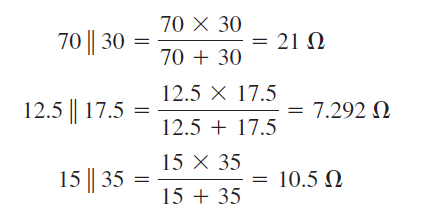 70 || 30 = 70 × 30 / 70 + 30 = 21 Ω
12.5 || 17.5 = 12.5 × 17.5 / 12.5 + 17.5 = 7.292 Ω
15 || 35 = 15 × 35 / 15 + 35 = 10.5 Ω